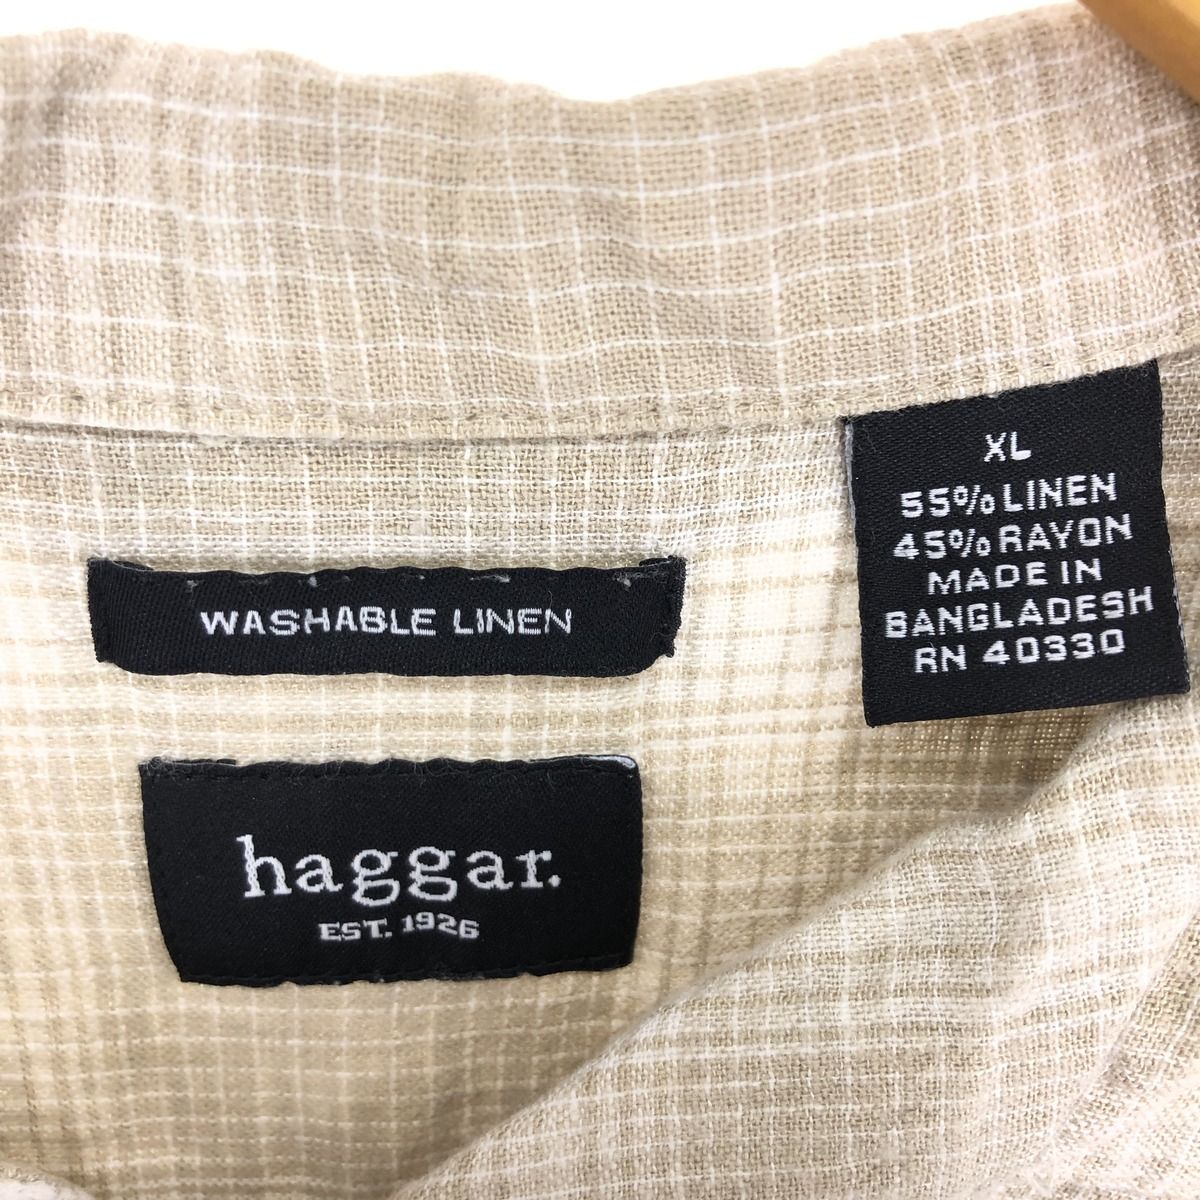 XL
55% LINEN
45% RAYON
MADE IN
BANGLADESH
RN 40330
WASHABLE LINEN
haggar.
EST. 1926